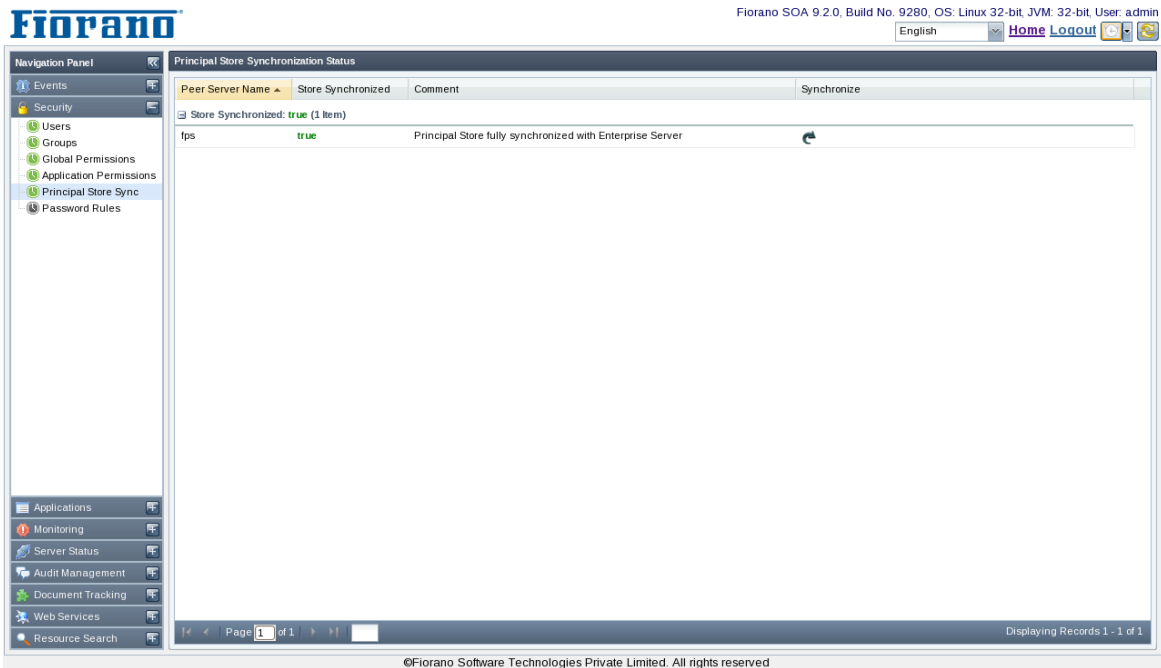 Fiorano
Fiorano SOA 9.2.0, Build No. 9280, OS: Linux 32-bit, JVM: 32-bit, User: admin
English Home Logout
Navigation Panel
Events
Security
Users
Groups
Global Permissions
Application Permissions
Principal Store Sync
Password Rules
Applications
Monitoring
Server Status
Audit Management
Document Tracking
Web Services
Resource Search
Principal Store Synchronization Status
Peer Server Name Store Synchronized Comment Synchronize
Store Synchronized: true (1 Item)
fps true Principal Store fully synchronized with Enterprise Server
Page 1 of 1 Displaying Records 1 - 1 of 1
©Fiorano Software Technologies Private Limited. All rights reserved